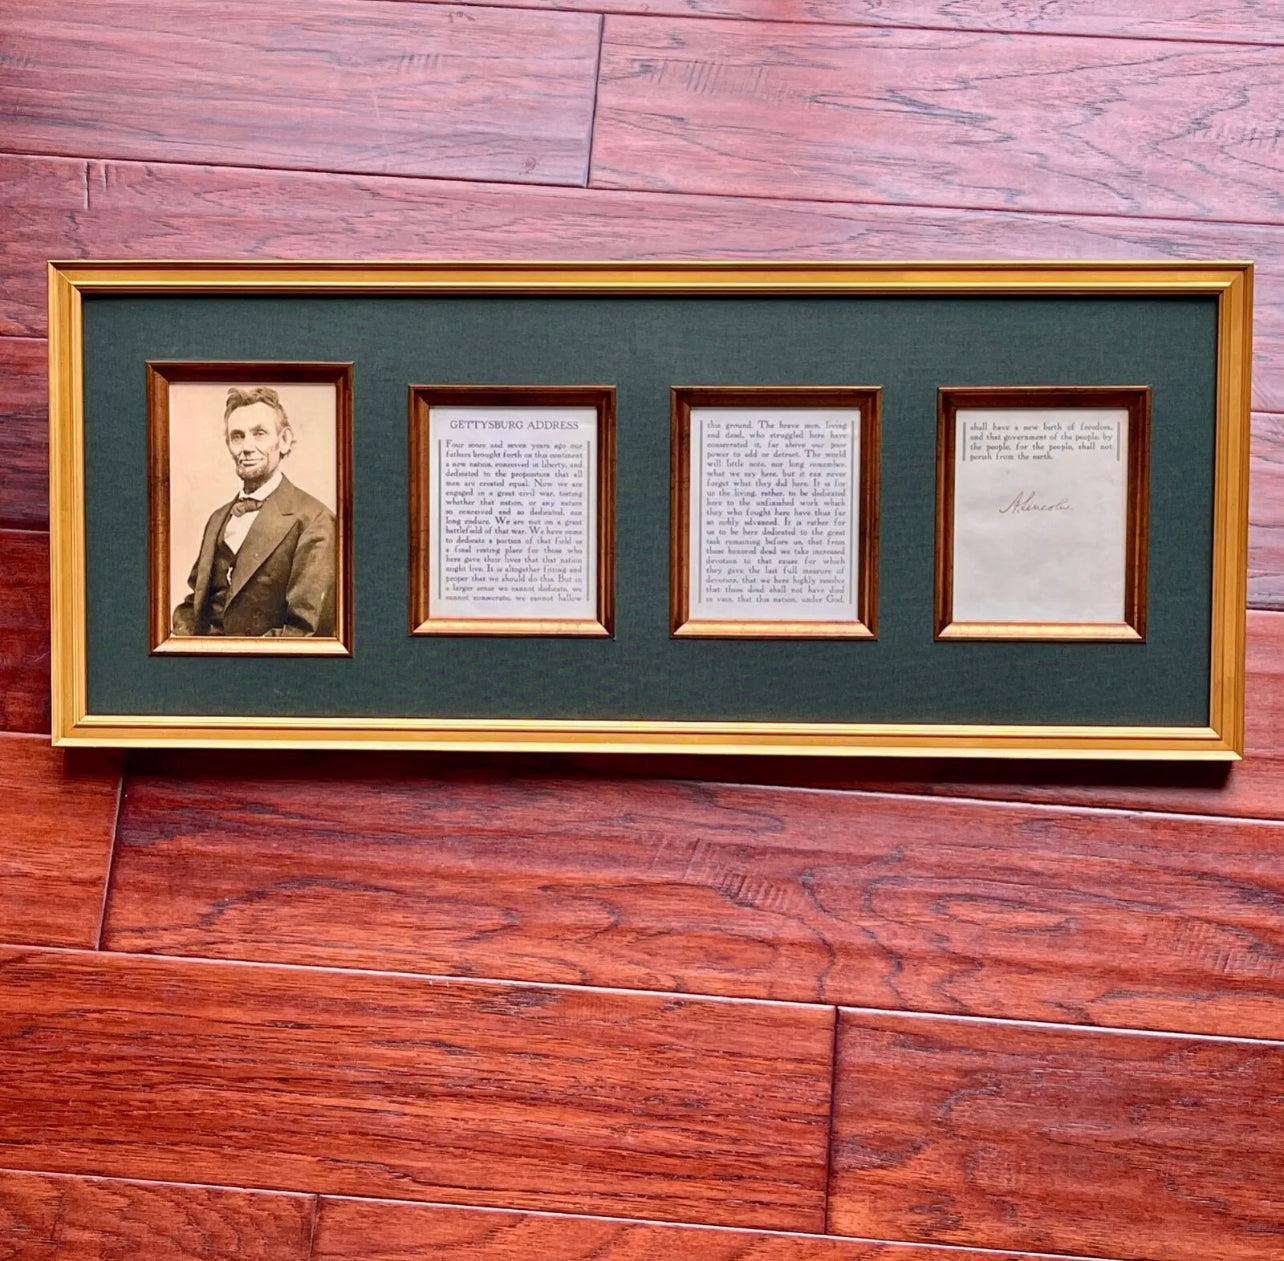 GETTYSBURG ADDRESS
Four score and seven years ago our
fathers brought forth on this continent
a new nation, conceived in liberty, and
dedicated to the proposition that all
men are created equal. Now we are
engaged in a great civil war, testing
whether that nation, or any nation
so conceived and so dedicated, can
long endure. We are met on a great
battlefield of that war. We have come
to dedicate a portion of that field as
a final resting place for those who
here gave their lives that that nation
might live. It is altogether fitting and
proper that we should do this. But in
a larger sense we cannot dedicate, we
cannot consecrate, we cannot hallow
this ground. The brave men, living
and dead, who struggled here have
consecrated it, far above our poor
power to add or detract. The world
will little note, nor long remember,
what we say here, but it can never
forget what they did here. It is for
us the living, rather, to be dedicated
here to the unfinished work which
they who fought here have thus far
so nobly advanced. It is rather for
us to be here dedicated to the great
task remaining before us, that from
these honored dead we take increased
devotion to that cause for which
they gave the last full measure of
devotion, that we here highly resolve
that these dead shall not have died
in vain, that this nation, under God,
shall have a new birth of freedom,
and that government of the people, by
the people, for the people, shall not
perish from the earth.
A. Lincoln.